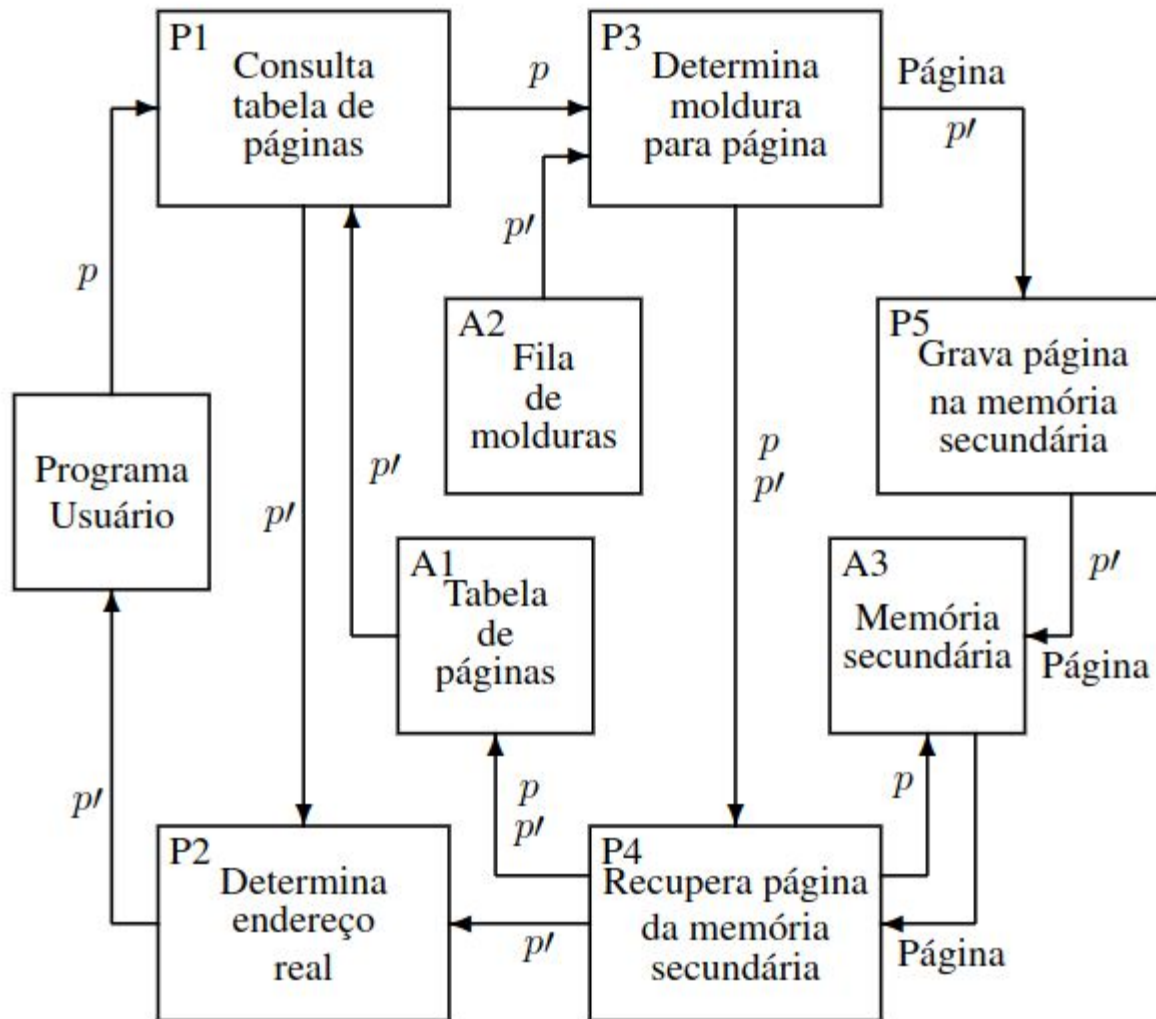 P1
Consulta
tabela de
páginas
p
P3
Determina
moldura
para página
Página
p′
p
p′
A2
Fila
de
molduras
P5
Grava página
na memória
secundária
Programa
Usuário
p′
p′
p
p′
A1
Tabela
de
páginas
A3
Memória
secundária
p′
Página
p′
p
p′
p
P2
Determina
endereço
real
p′
P4
Recupera página
da memória
secundária
Página